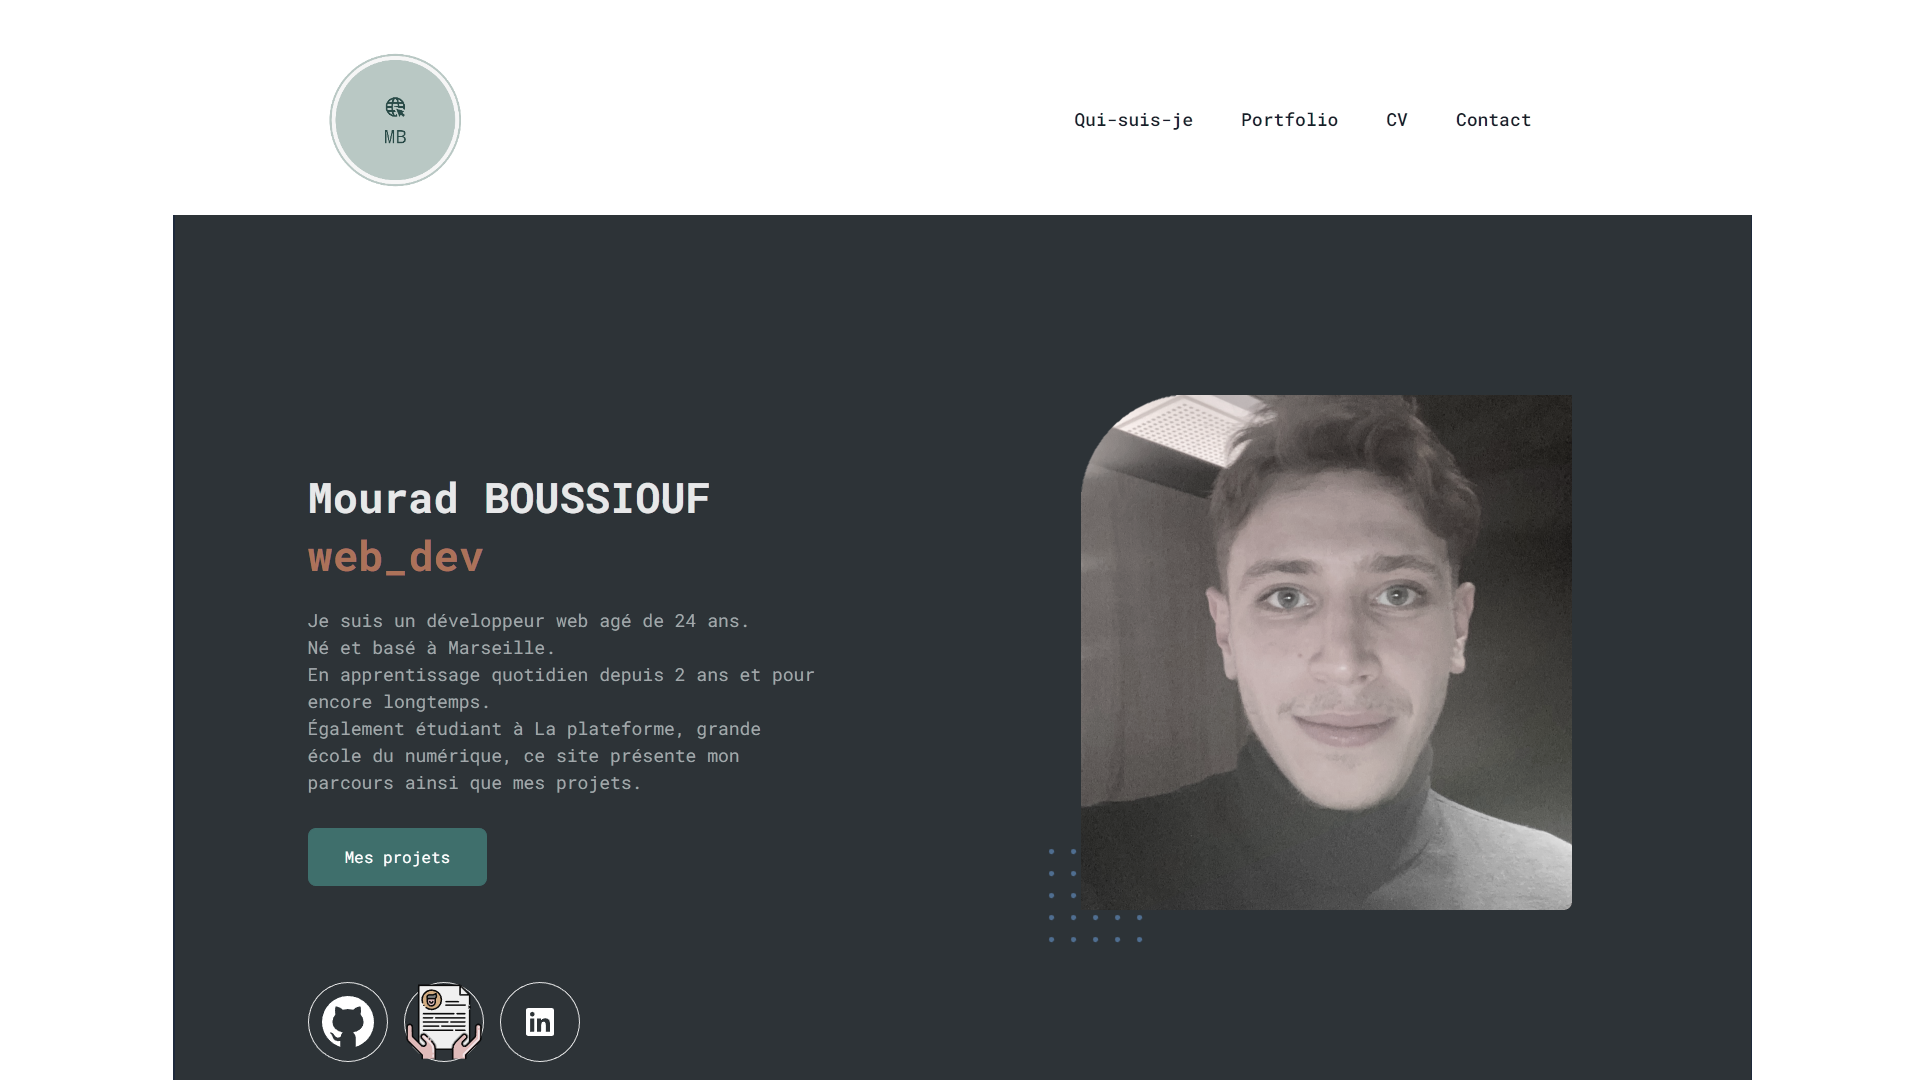 MB
Qui-suis-je
Portfolio
CV
Contact
Mourad BOUSSIOUF
web_dev
Je suis un développeur web agé de 24 ans.
Né et basé à Marseille.
En apprentissage quotidien depuis 2 ans et pour
encore longtemps.
Également étudiant à La plateforme, grande
école du numérique, ce site présente mon
parcours ainsi que mes projets.
Mes projets
in